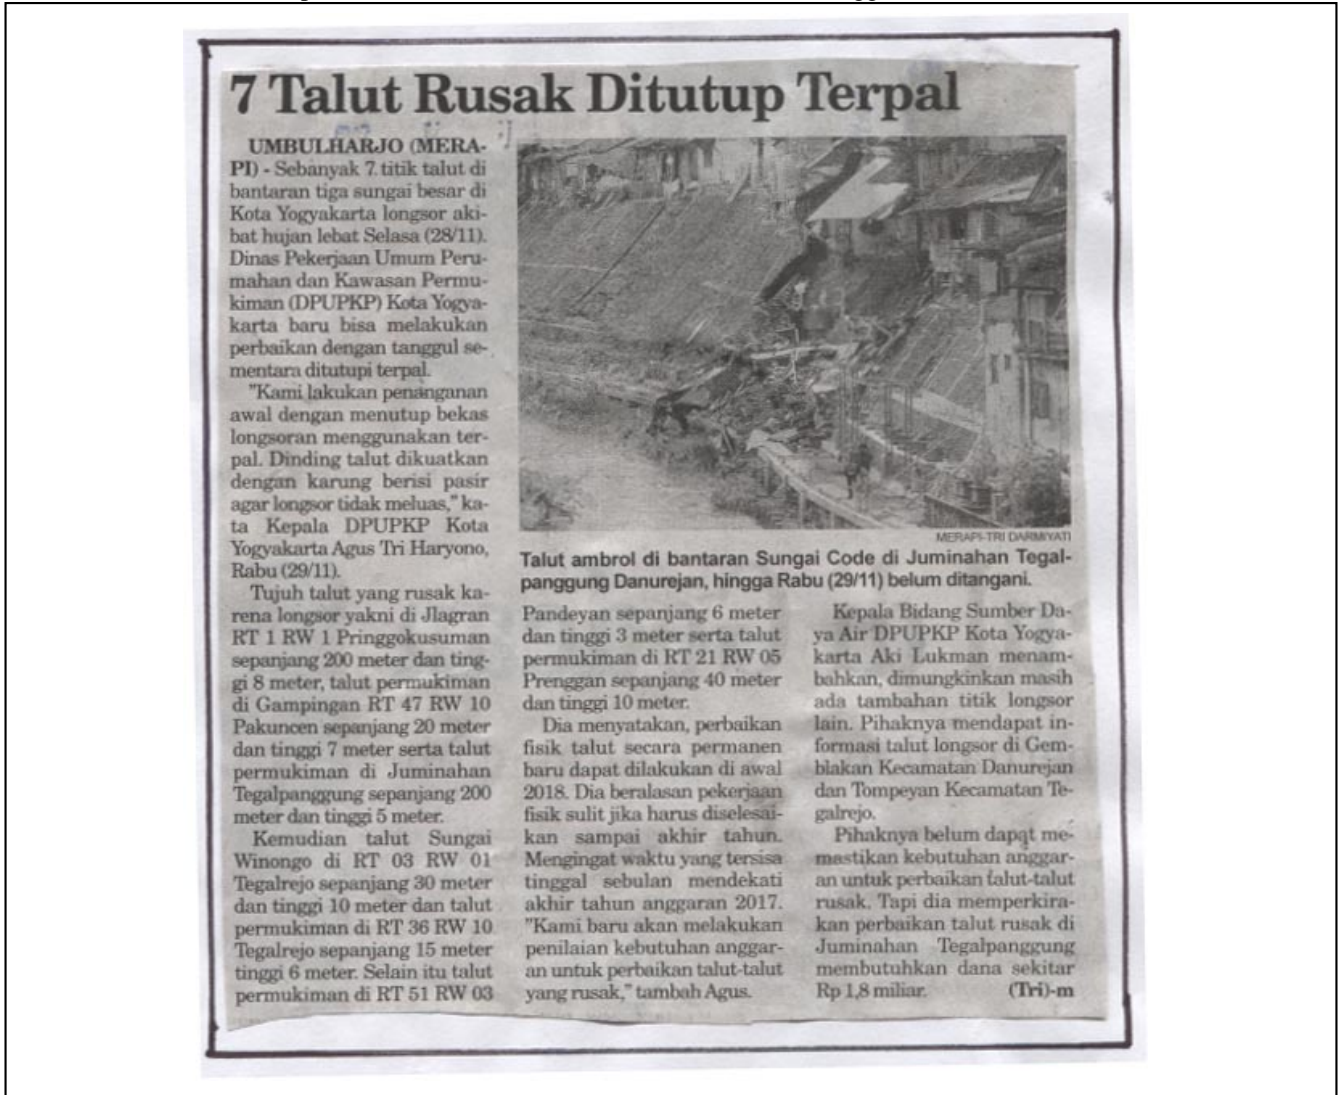 7 Talut Rusak Ditutup Terpal
UMBULHARJO (MERA-
PI) - Sebanyak 7 titik talut di
bantaran tiga sungai besar di
Kota Yogyakarta longsor aki-
bat hujan lebat Selasa (28/11).
Dinas Pekerjaan Umum Peru-
mahan dan Kawasan Permu-
kiman (DPUPKP) Kota Yogya-
karta baru bisa melakukan
perbaikan dengan tanggul se-
mentara ditutupi terpal.
"Kami lakukan penanganan
awal dengan menutup bekas
longsoran menggunakan ter-
pal. Dinding talut dikuatkan
dengan karung berisi pasir
agar longsor tidak meluas," ka-
ta Kepala DPUPKP Kota
Yogyakarta Agus Tri Haryono,
Rabu (29/11).
Tujuh talut yang rusak ka-
rena longsor yakni di Jlagran
RT 1 RW 1 Pringgokusuman
sepanjang 200 meter dan ting-
gi 8 meter, talut permukiman
di Gampingan RT 47 RW 10
Pakuncen sepanjang 20 meter
dan tinggi 7 meter serta talut
permukiman di Juminahan
Tegalpanggung sepanjang 200
meter dan tinggi 5 meter.
Kemudian talut Sungai
Winongo di RT 03 RW 01
Tegalrejo sepanjang 30 meter
dan tinggi 10 meter dan talut
permukiman di RT 36 RW 10
Tegalrejo sepanjang 15 meter
tinggi 6 meter. Selain itu talut
permukiman di RT 51 RW 03
MERAPI-TRI DARMIYATI
Talut ambrol di bantaran Sungai Code di Juminahan Tegal-
panggung Danurejan, hingga Rabu (29/11) belum ditangani.
Pandeyan sepanjang 6 meter
dan tinggi 3 meter serta talut
permukiman di RT 21 RW 05
Prenggan sepanjang 40 meter
dan tinggi 10 meter.
Dia menyatakan, perbaikan
fisik talut secara permanen
baru dapat dilakukan di awal
2018. Dia beralasan pekerjaan
fisik sulit jika harus diselesai-
kan sampai akhir tahun.
Mengingat waktu yang tersisa
tinggal sebulan mendekati
akhir tahun anggaran 2017.
"Kami baru akan melakukan
penilaian kebutuhan anggar-
an untuk perbaikan talut-talut
yang rusak," tambah Agus.
Kepala Bidang Sumber Da-
ya Air DPUPKP Kota Yogya-
karta Aki Lukman menam-
bahkan, dimungkinkan masih
ada tambahan titik longsor
lain. Pihaknya mendapat in-
formasi talut longsor di Gem-
blakan Kecamatan Danurejan
dan Tompeyan Kecamatan Te-
galrejo.
Pihaknya belum dapat me-
mastikan kebutuhan anggar-
an untuk perbaikan talut-talut
rusak. Tapi dia memperkira-
kan perbaikan talut rusak di
Juminahan Tegalpanggung
membutuhkan dana sekitar
Rp 1,8 miliar. (Tri)-m